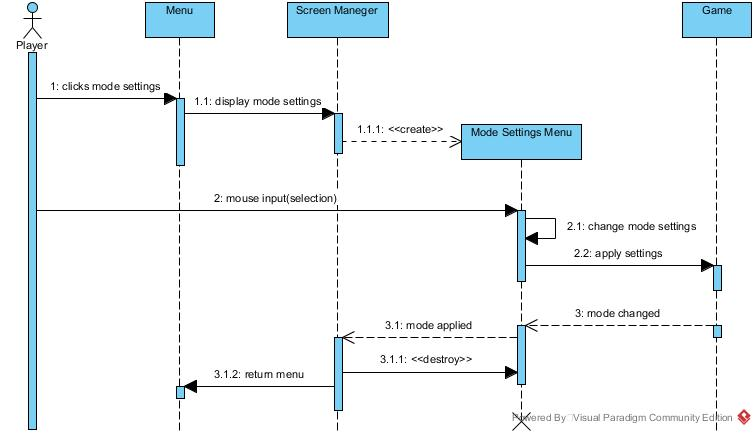 Menu
Screen Maneger
Game
Player
1: clicks mode settings
1.1: display mode settings
1.1.1: <<create>>
Mode Settings Menu
2: mouse input(selection)
2.1: change mode settings
2.2: apply settings
3: mode changed
3.1: mode applied
3.1.1: <<destroy>>
3.1.2: return menu
Powered By Visual Paradigm Community Edition